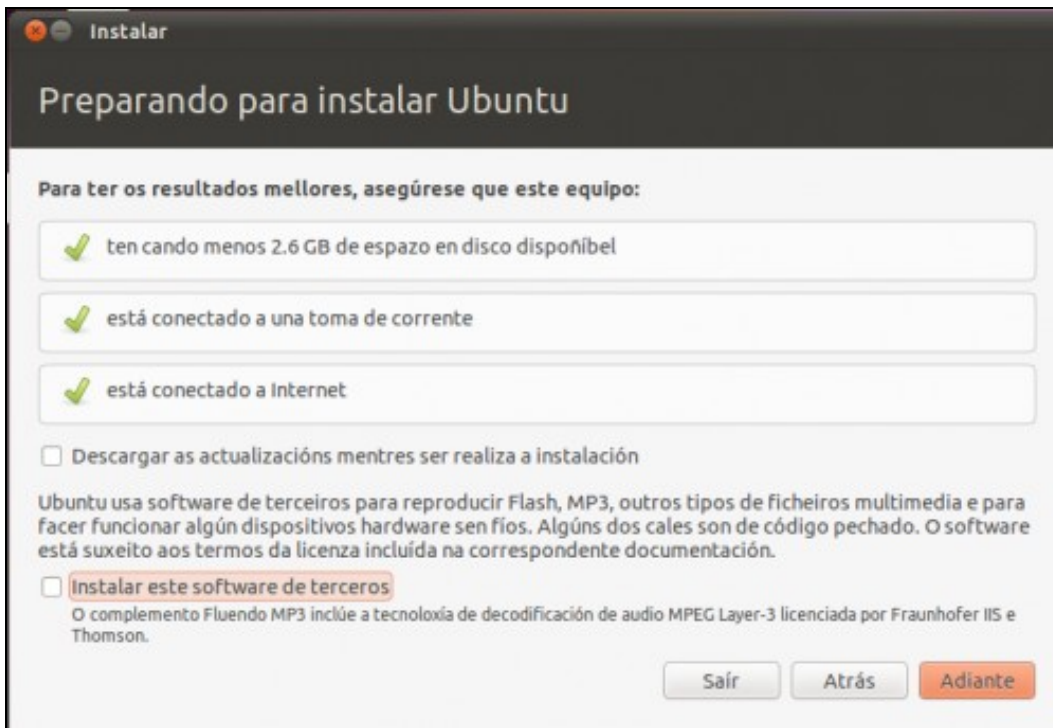 Instalar
Preparando para instalar Ubuntu
Para ter os resultados mellores, asegúrese que este equipo:
ten cando menos 2.6 GB de espazo en disco dispoñíbel
está conectado a una toma de corrente
está conectado a Internet
Descargar as actualizacións mentres ser realiza a instalación
Ubuntu usa software de terceiros para reproducir Flash, MP3, outros tipos de ficheiros multimedia e para
facer funcionar algún dispositivos hardware sen fíos. Algúns dos cales son de código pechado. O software
está suxeito aos termos da licenza incluída na correspondente documentación.
Instalar este software de terceros
O complemento Fluendo MP3 inclúe a tecnoloxía de decodificación de audio MPEG Layer-3 licenciada por Fraunhofer IIS e
Thomson.
Saír Atrás Adiante